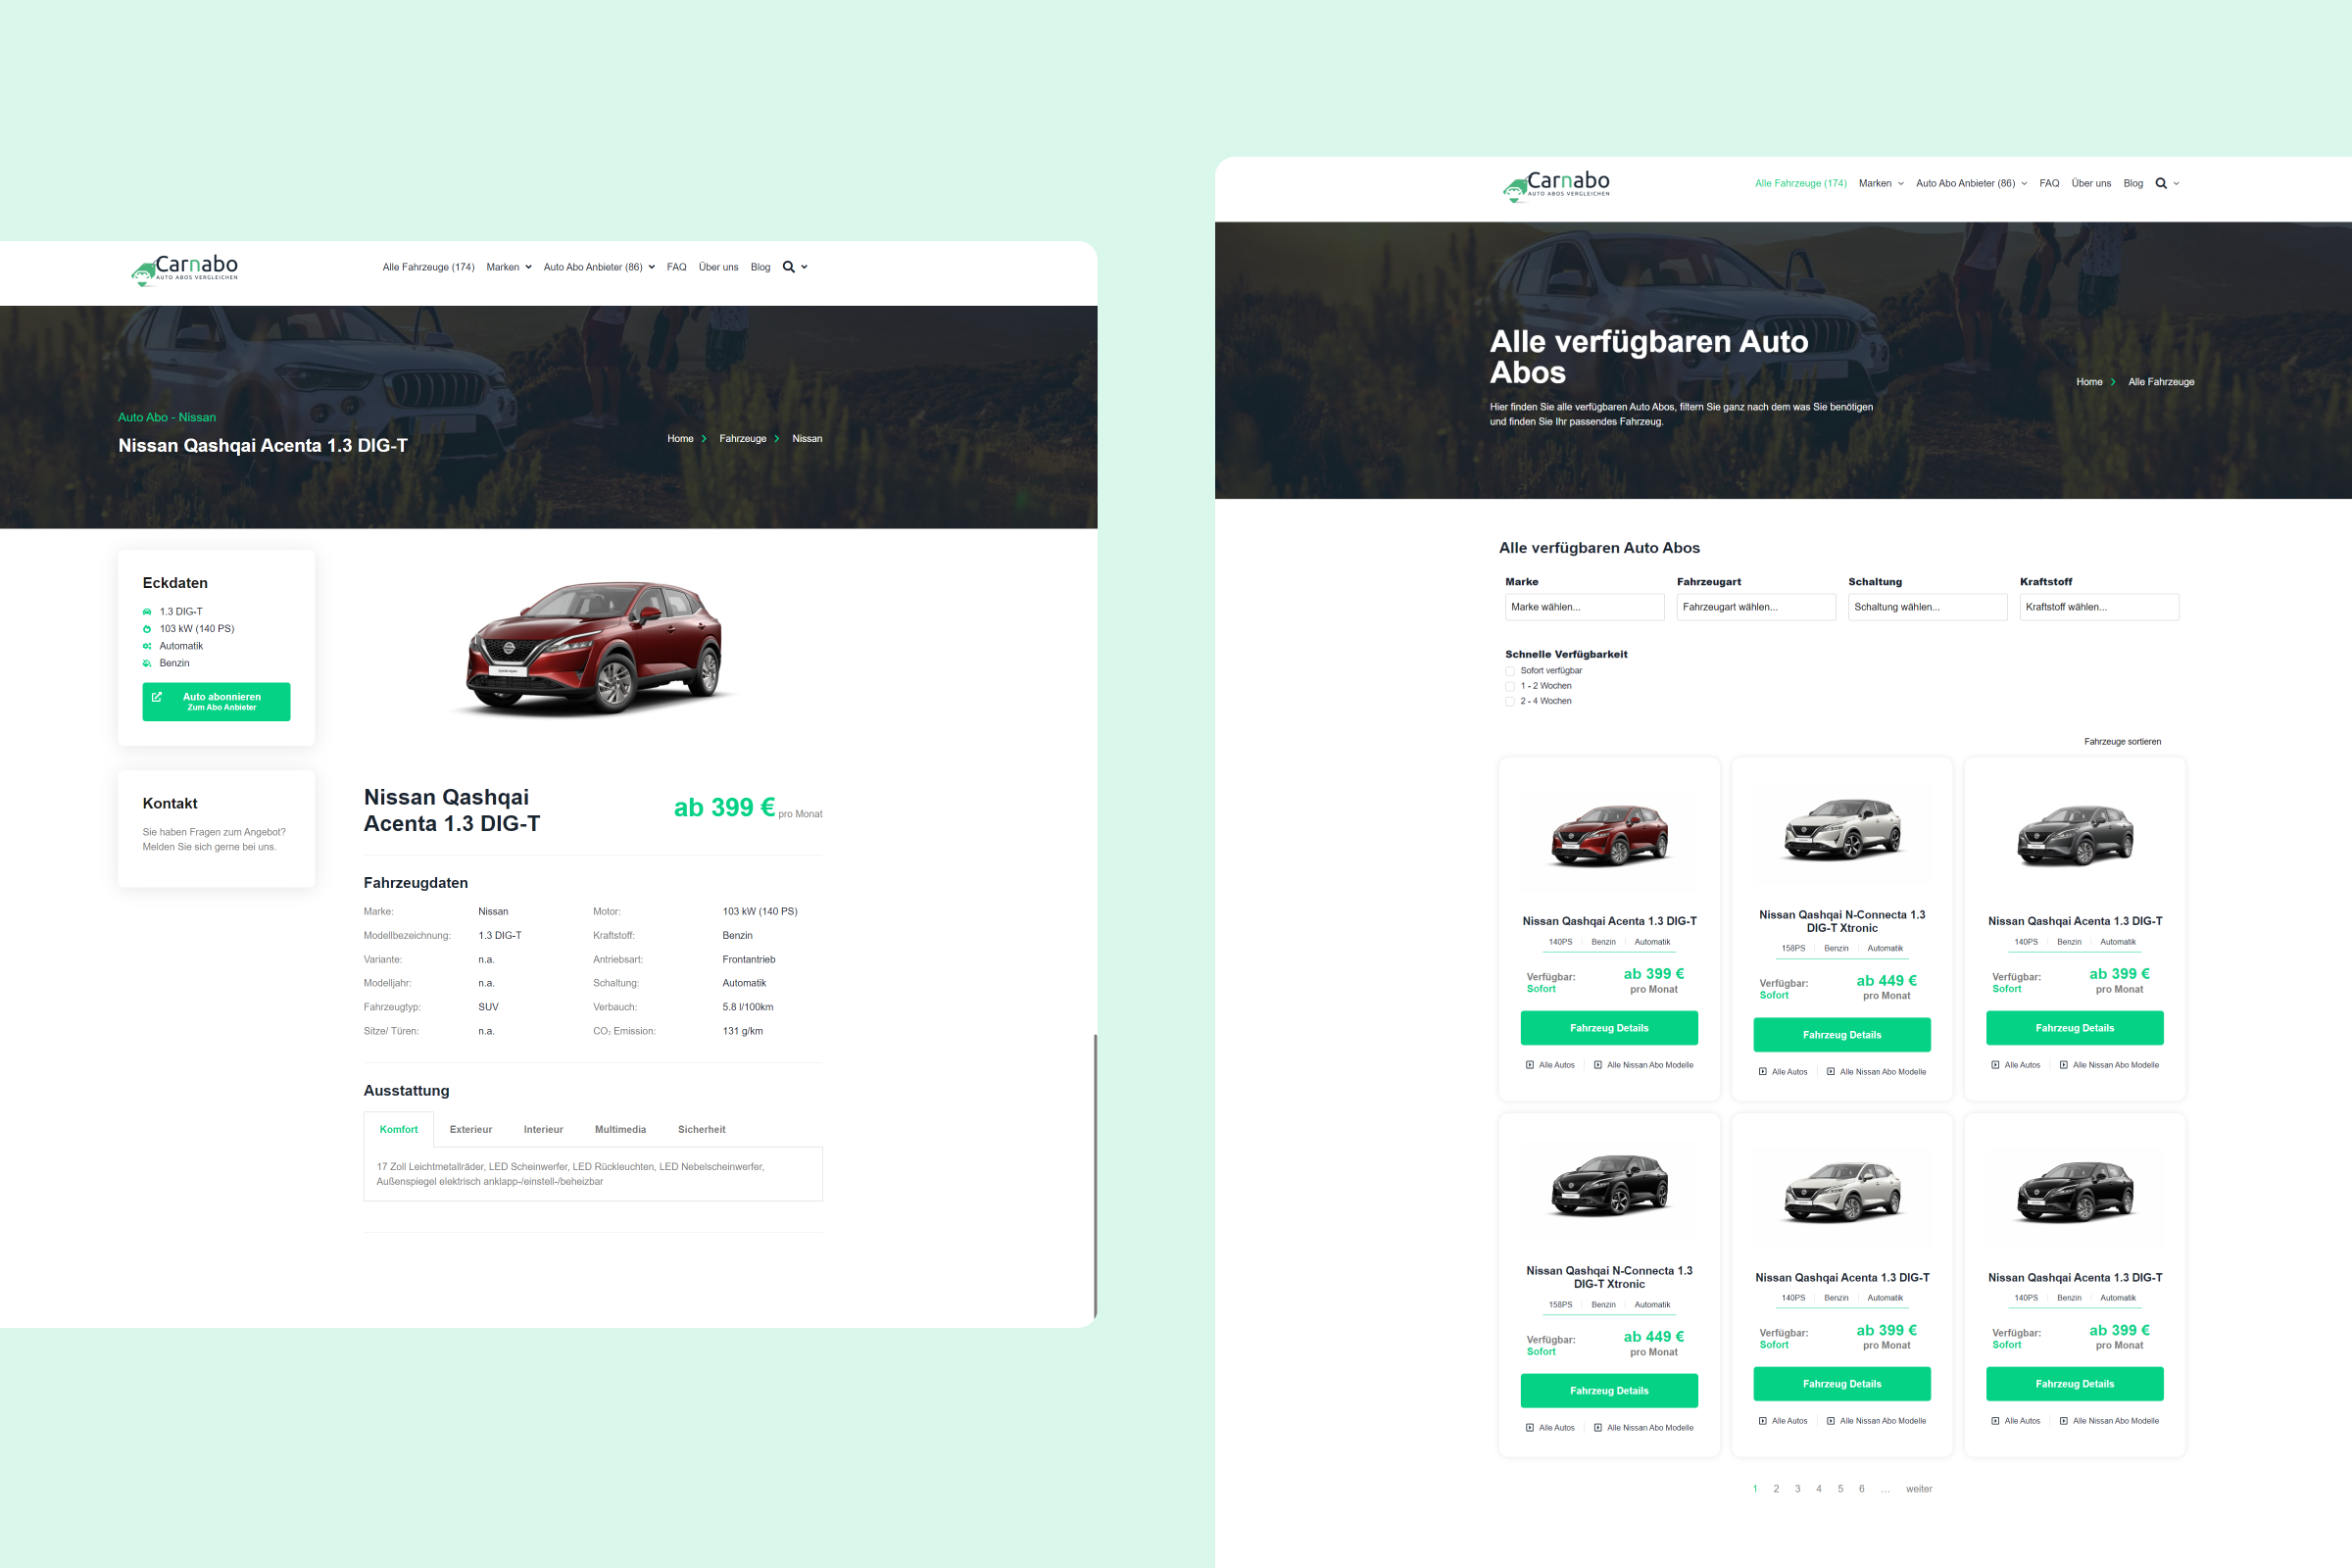 Carnabo
AUTO ABOS VERGLEICHEN
Alle Fahrzeuge (174) Marken Auto Abo Anbieter (86) FAQ Über uns Blog
Auto Abo - Nissan
Nissan Qashqai Acenta 1.3 DIG-T
Home Fahrzeuge Nissan
Eckdaten
1.3 DIG-T
103 kW (140 PS)
Automatik
Benzin
Auto abonnieren
Zum Abo Anbieter
Kontakt
Sie haben Fragen zum Angebot?
Melden Sie sich gerne bei uns.
Nissan Qashqai
Acenta 1.3 DIG-T
ab 399 € pro Monat
Fahrzeugdaten
Marke: Nissan Motor: 103 kW (140 PS)
Modellbezeichnung: 1.3 DIG-T Kraftstoff: Benzin
Variante: n.a. Antriebsart: Frontantrieb
Modelljahr: n.a. Schaltung: Automatik
Fahrzeugtyp: SUV Verbauch: 5.8 l/100km
Sitze/ Türen: n.a. CO₂ Emission: 131 g/km
Ausstattung
Komfort Exterieur Interieur Multimedia Sicherheit
17 Zoll Leichtmetallräder, LED Scheinwerfer, LED Rückleuchten, LED Nebelscheinwerfer,
Außenspiegel elektrisch anklapp-/einstell-/beheizbar
Carnabo
AUTO ABOS VERGLEICHEN
Alle Fahrzeuge (174) Marken Auto Abo Anbieter (86) FAQ Über uns Blog
Alle verfügbaren Auto
Abos
Hier finden Sie alle verfügbaren Auto Abos, filtern Sie ganz nach dem was Sie benötigen
und finden Sie Ihr passendes Fahrzeug.
Home Alle Fahrzeuge
Alle verfügbaren Auto Abos
Marke Fahrzeugart Schaltung Kraftstoff
Marke wählen... Fahrzeugart wählen... Schaltung wählen... Kraftstoff wählen...
Schnelle Verfügbarkeit
Sofort verfügbar
1 - 2 Wochen
2 - 4 Wochen
Fahrzeuge sortieren
Nissan Qashqai Acenta 1.3 DIG-T
140PS Benzin Automatik
Verfügbar:
Sofort
ab 399 €
pro Monat
Fahrzeug Details
Alle Autos Alle Nissan Abo Modelle
Nissan Qashqai N-Connecta 1.3
DIG-T Xtronic
158PS Benzin Automatik
Verfügbar:
Sofort
ab 449 €
pro Monat
Fahrzeug Details
Alle Autos Alle Nissan Abo Modelle
Nissan Qashqai Acenta 1.3 DIG-T
140PS Benzin Automatik
Verfügbar:
Sofort
ab 399 €
pro Monat
Fahrzeug Details
Alle Autos Alle Nissan Abo Modelle
Nissan Qashqai N-Connecta 1.3
DIG-T Xtronic
158PS Benzin Automatik
Verfügbar:
Sofort
ab 449 €
pro Monat
Fahrzeug Details
Alle Autos Alle Nissan Abo Modelle
Nissan Qashqai Acenta 1.3 DIG-T
140PS Benzin Automatik
Verfügbar:
Sofort
ab 399 €
pro Monat
Fahrzeug Details
Alle Autos Alle Nissan Abo Modelle
Nissan Qashqai Acenta 1.3 DIG-T
140PS Benzin Automatik
Verfügbar:
Sofort
ab 399 €
pro Monat
Fahrzeug Details
Alle Autos Alle Nissan Abo Modelle
1 2 3 4 5 6 ... weiter